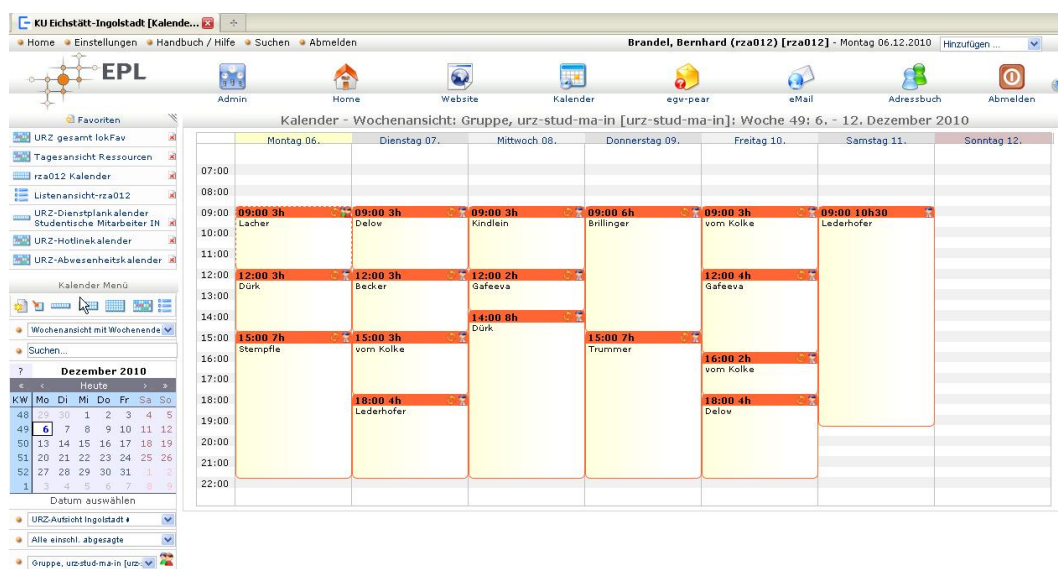 KU Eichstätt-Ingolstadt [Kalende...
Home Einstellungen Handbuch / Hilfe Suchen Abmelden
Brandel, Bernhard (rza012) [rza012] - Montag 06.12.2010 Hinzufügen ...
EPL
Admin Home Website Kalender egw-pear eMail Adressbuch Abmelden
Favoriten
URZ gesamt lokFav
Tagesansicht Ressourcen
rza012 Kalender
Listenansicht-rza012
URZ-Dienstplankalender
Studentische Mitarbeiter IN
URZ-Hotlinekalender
URZ-Abwesenheitskalender
Kalender Menü
Wochenansicht mit Wochenende
Suchen...
? Dezember 2010
« ‹ Heute › »
KW Mo Di Mi Do Fr Sa So
48 29 30 1 2 3 4 5
49 6 7 8 9 10 11 12
50 13 14 15 16 17 18 19
51 20 21 22 23 24 25 26
52 27 28 29 30 31 1 2
1 3 4 5 6 7 8 9
Datum auswählen
URZ-Aufsicht Ingolstadt
Alle einschl. abgesagte
Gruppe, urz-stud-ma-in [urz-
Kalender - Wochenansicht: Gruppe, urz-stud-ma-in [urz-stud-ma-in]: Woche 49: 6. - 12. Dezember 2010
Montag 06. Dienstag 07. Mittwoch 08. Donnerstag 09. Freitag 10. Samstag 11. Sonntag 12.
07:00
08:00
09:00 09:00 3h 09:00 3h 09:00 3h 09:00 6h 09:00 3h 09:00 10h30
Lacher Delov Kindlein Brillinger vom Kolke Lederhofer
10:00
11:00
12:00 12:00 3h 12:00 3h 12:00 2h 12:00 4h
Dürk Becker Gafeeva Gafeeva
13:00
14:00 14:00 8h
Dürk
15:00 15:00 7h 15:00 3h 15:00 7h
Stempfle vom Kolke Trummer
16:00 16:00 2h
vom Kolke
17:00
18:00 18:00 4h 18:00 4h
Lederhofer Delov
19:00
20:00
21:00
22:00